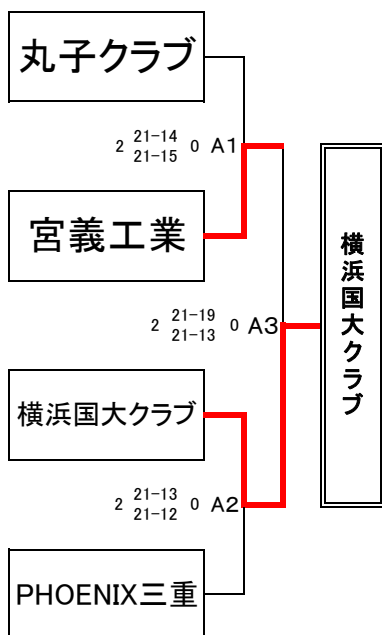 丸子クラブ
21-14
2 0 A1
21-15
宮義工業
横浜国大クラブ
21-19
2 0 A3
21-13
横浜国大クラブ
21-13
2 0 A2
21-12
PHOENIX三重